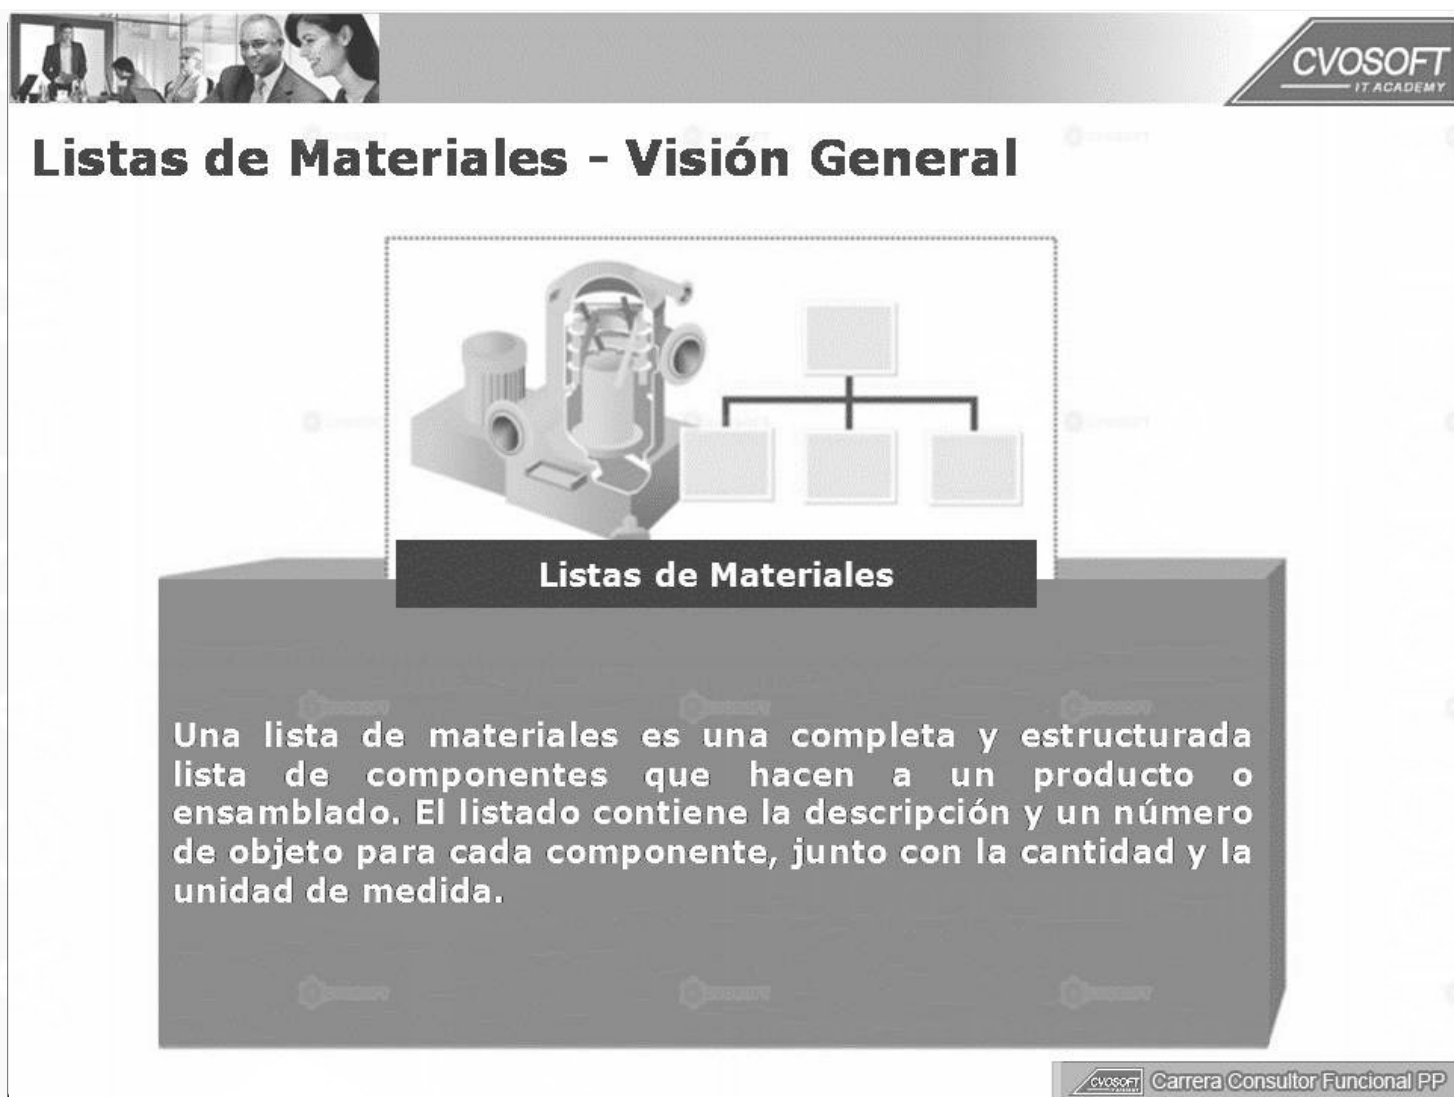 CVOSOFT
IT ACADEMY
Listas de Materiales - Visión General
Listas de Materiales
Una lista de materiales es una completa y estructurada
lista de componentes que hacen a un producto o
ensamblado. El listado contiene la descripción y un número
de objeto para cada componente, junto con la cantidad y la
unidad de medida.
CVOSOFT
Carrera Consultor Funcional PP